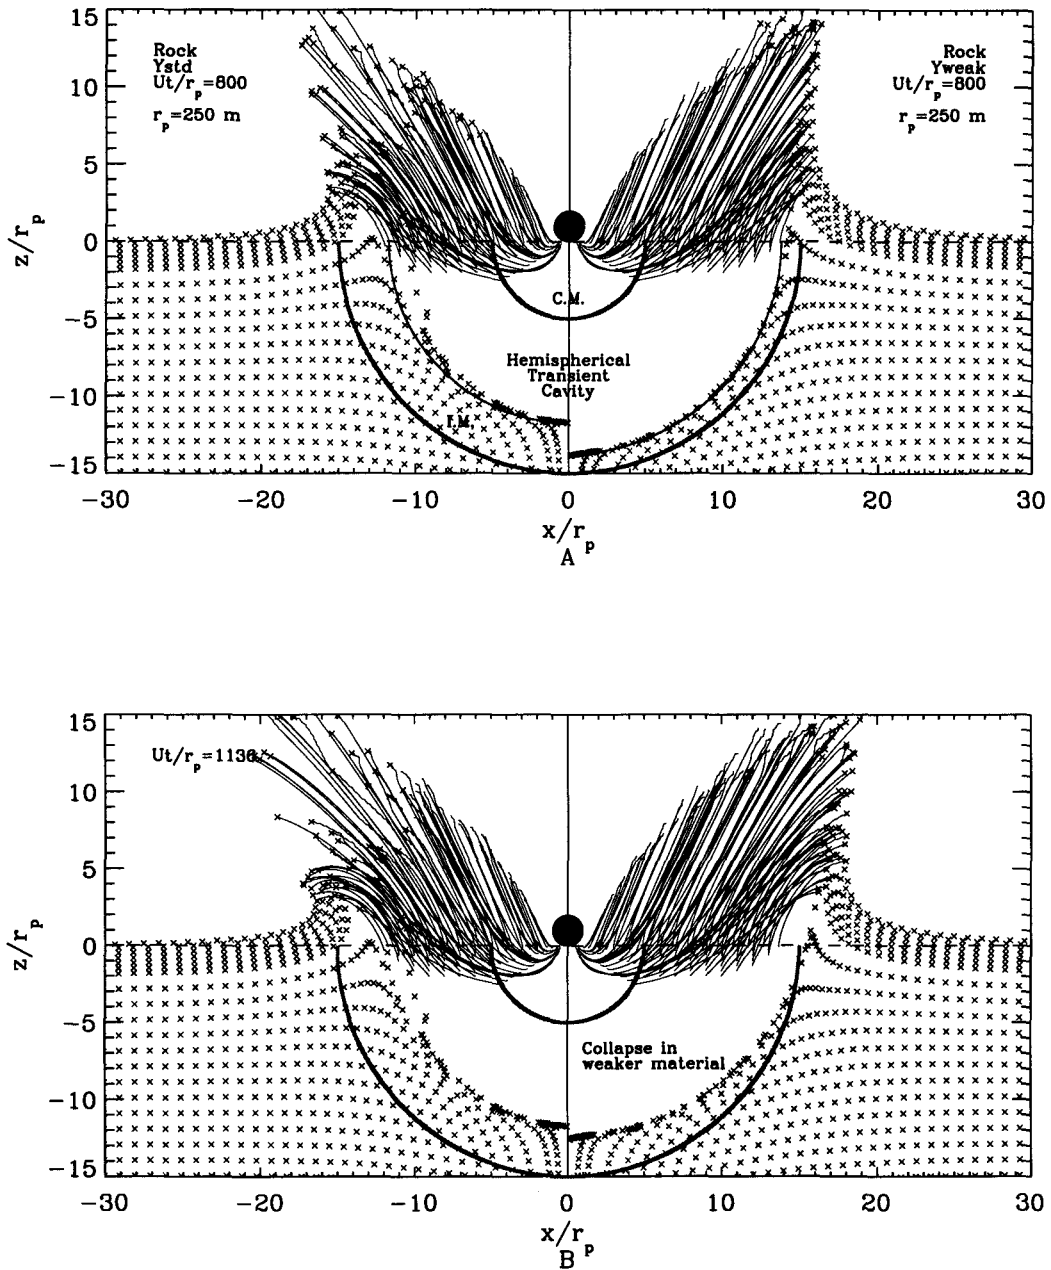 15
10
5
0
−5
−10
−15
z/r_p
Rock
Ystd
Ut/r_p=800
r_p=250 m
Rock
Yweak
Ut/r_p=800
r_p=250 m
C.M.
Hemispherical
Transient
Cavity
I.M.
−30 −20 −10 0 10 20 30
x/r_p
A
15
10
5
0
−5
−10
−15
z/r_p
Ut/r_p=1136
Collapse in
weaker material
−30 −20 −10 0 10 20 30
x/r_p
B